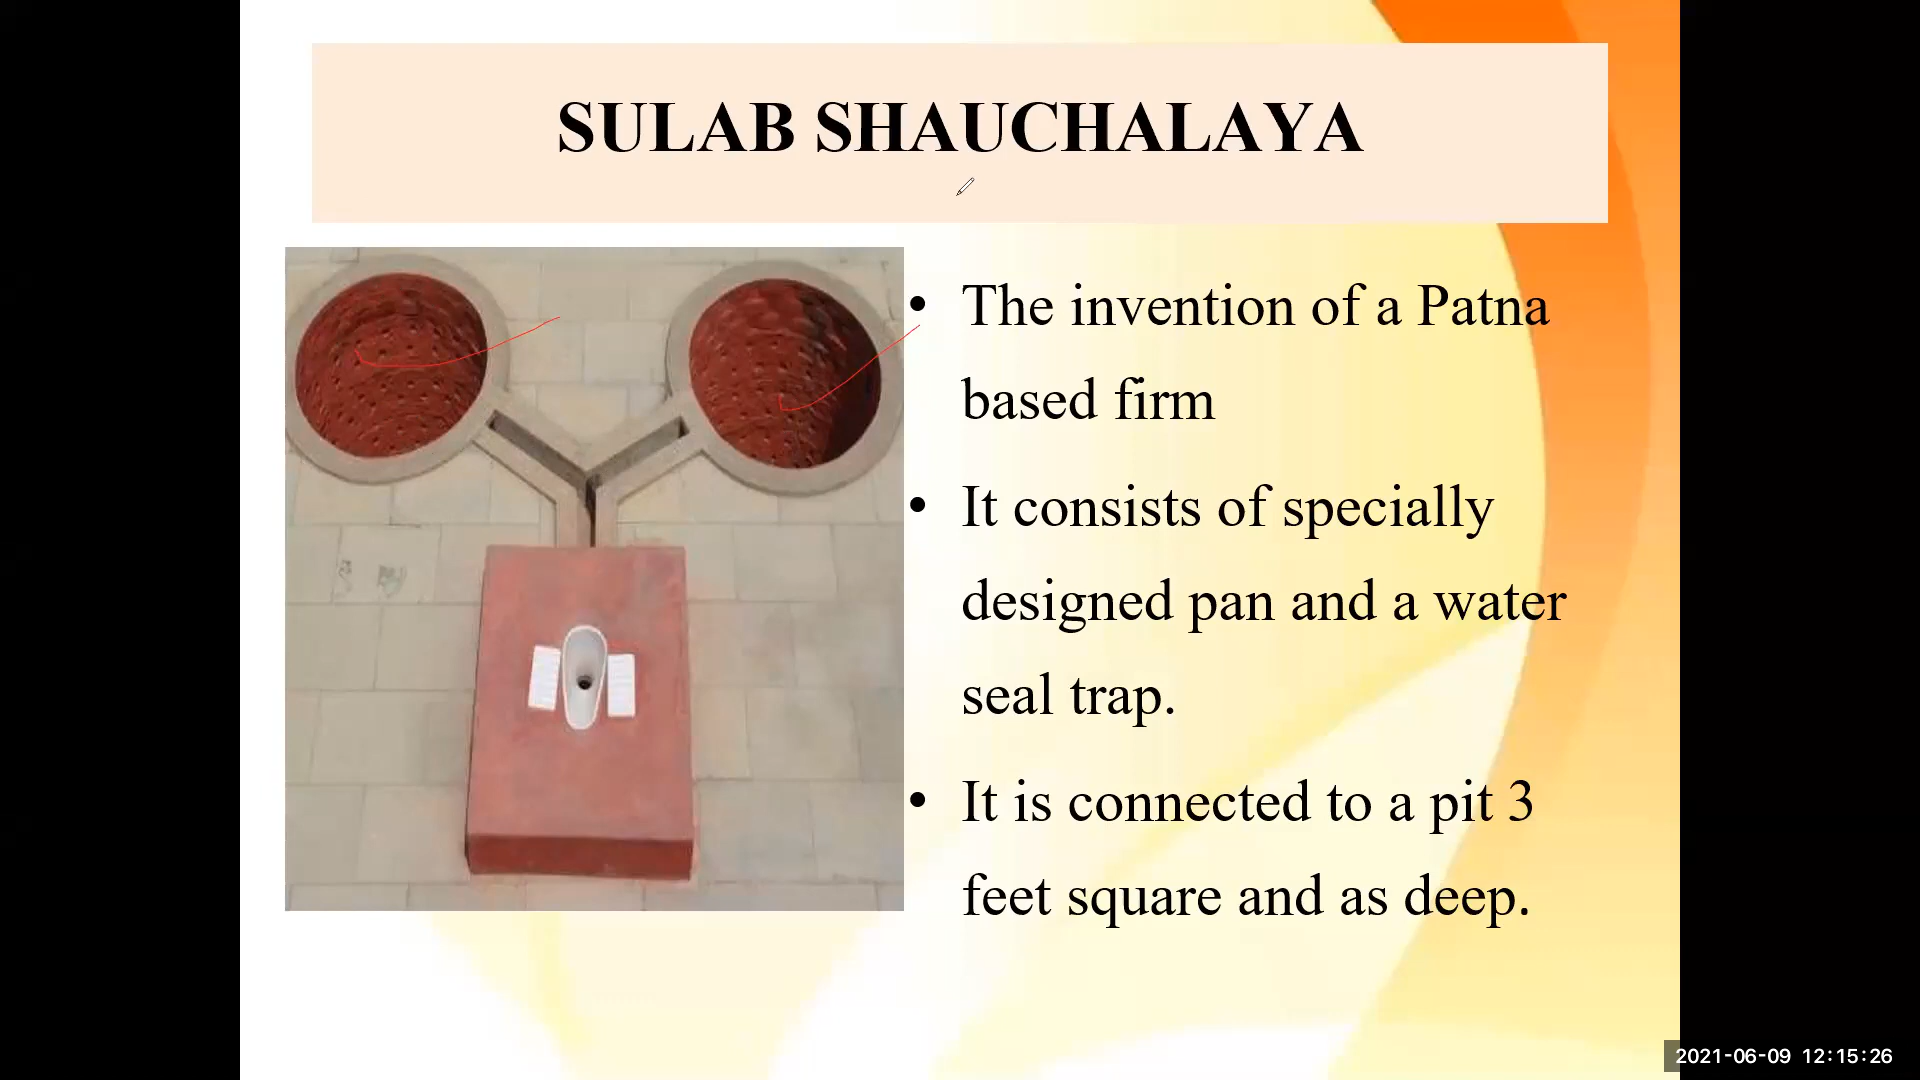 SULAB SHAUCHALAYA
• The invention of a Patna
based firm
• It consists of specially
designed pan and a water
seal trap.
• It is connected to a pit 3
feet square and as deep.
2021-06-09 12:15:26